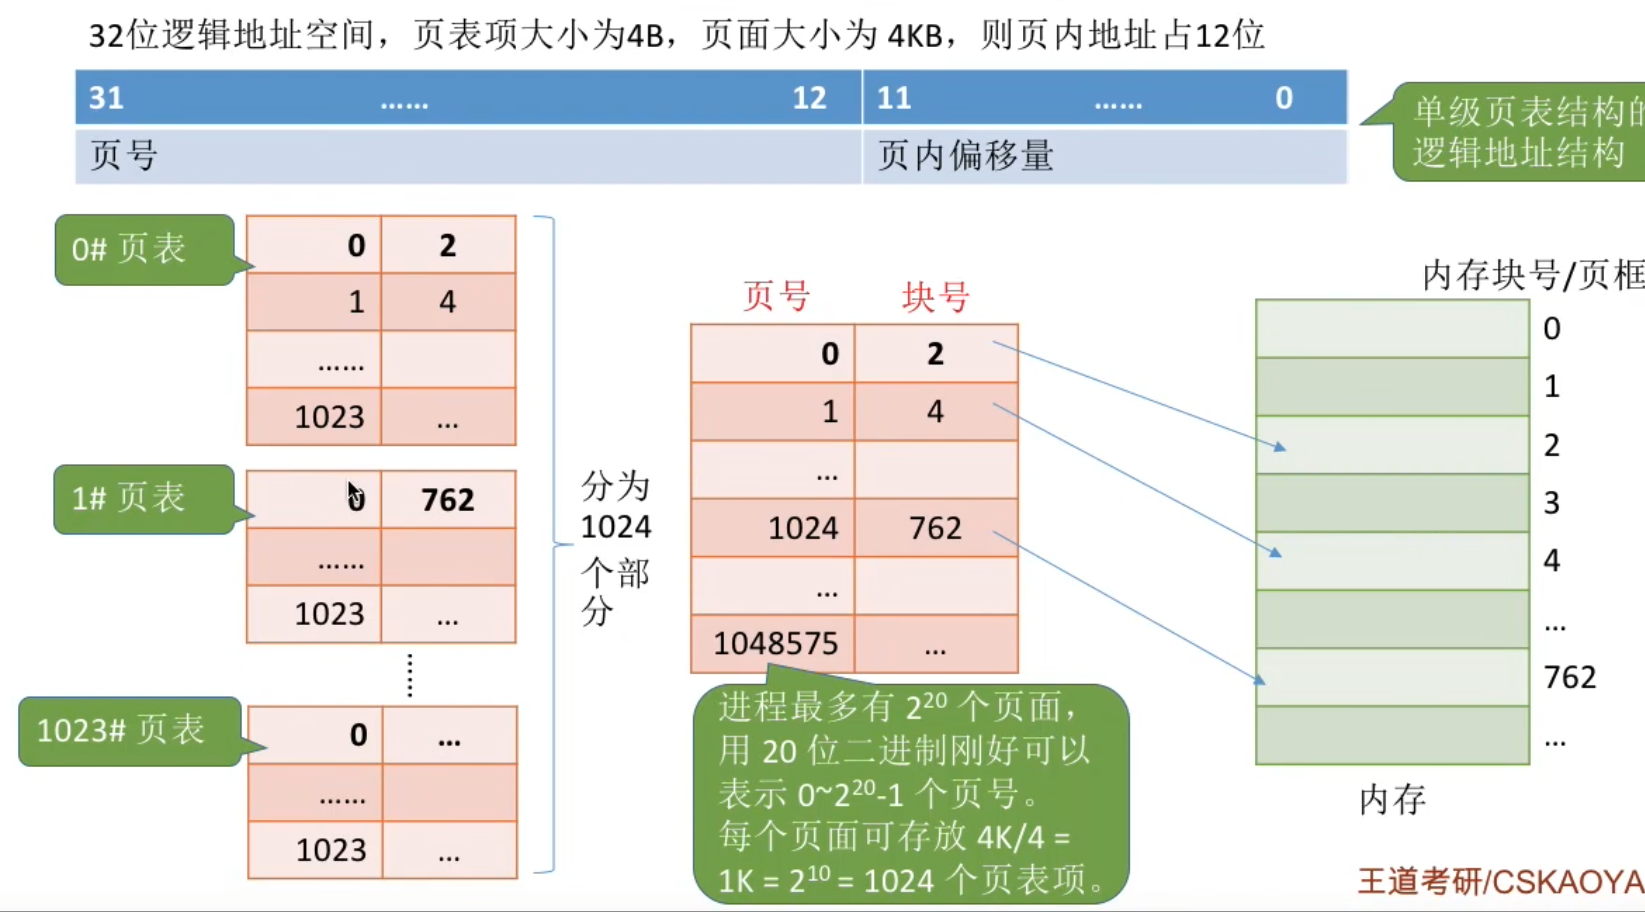 32位逻辑地址空间，页表项大小为4B，页面大小为 4KB，则页内地址占12位
31 …… 12 11 …… 0
页号 页内偏移量
单级页表结构的
逻辑地址结构
0# 页表
0 2
1 4
……
1023 …
1# 页表
0 762
……
1023 …
1023# 页表
0 …
……
1023 …
分为
1024
个部
分
页号 块号
0 2
1 4
…
1024 762
…
1048575 …
进程最多有 2²⁰ 个页面，
用 20 位二进制刚好可以
表示 0~2²⁰-1 个页号。
每个页面可存放 4K/4 =
1K = 2¹⁰ = 1024 个页表项。
内存块号/页框
0
1
2
3
4
…
762
…
内存
王道考研/CSKAOYA